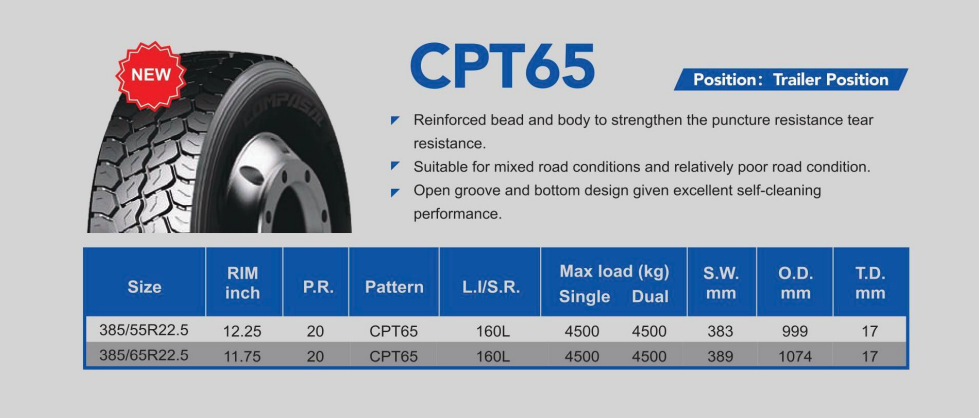 NEW
COMPASAL
CPT65
Position: Trailer Position
Reinforced bead and body to strengthen the puncture resistance tear
resistance.
Suitable for mixed road conditions and relatively poor road condition.
Open groove and bottom design given excellent self-cleaning
performance.
Size RIM inch P.R. Pattern L.I/S.R. Max load (kg) Single Dual S.W. mm O.D. mm T.D. mm
385/55R22.5 12.25 20 CPT65 160L 4500 4500 383 999 17
385/65R22.5 11.75 20 CPT65 160L 4500 4500 389 1074 17